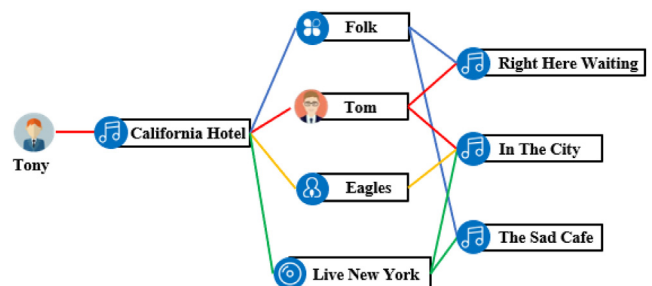 Folk
Right Here Waiting
Tom
California Hotel
In The City
Tony
Eagles
The Sad Cafe
Live New York